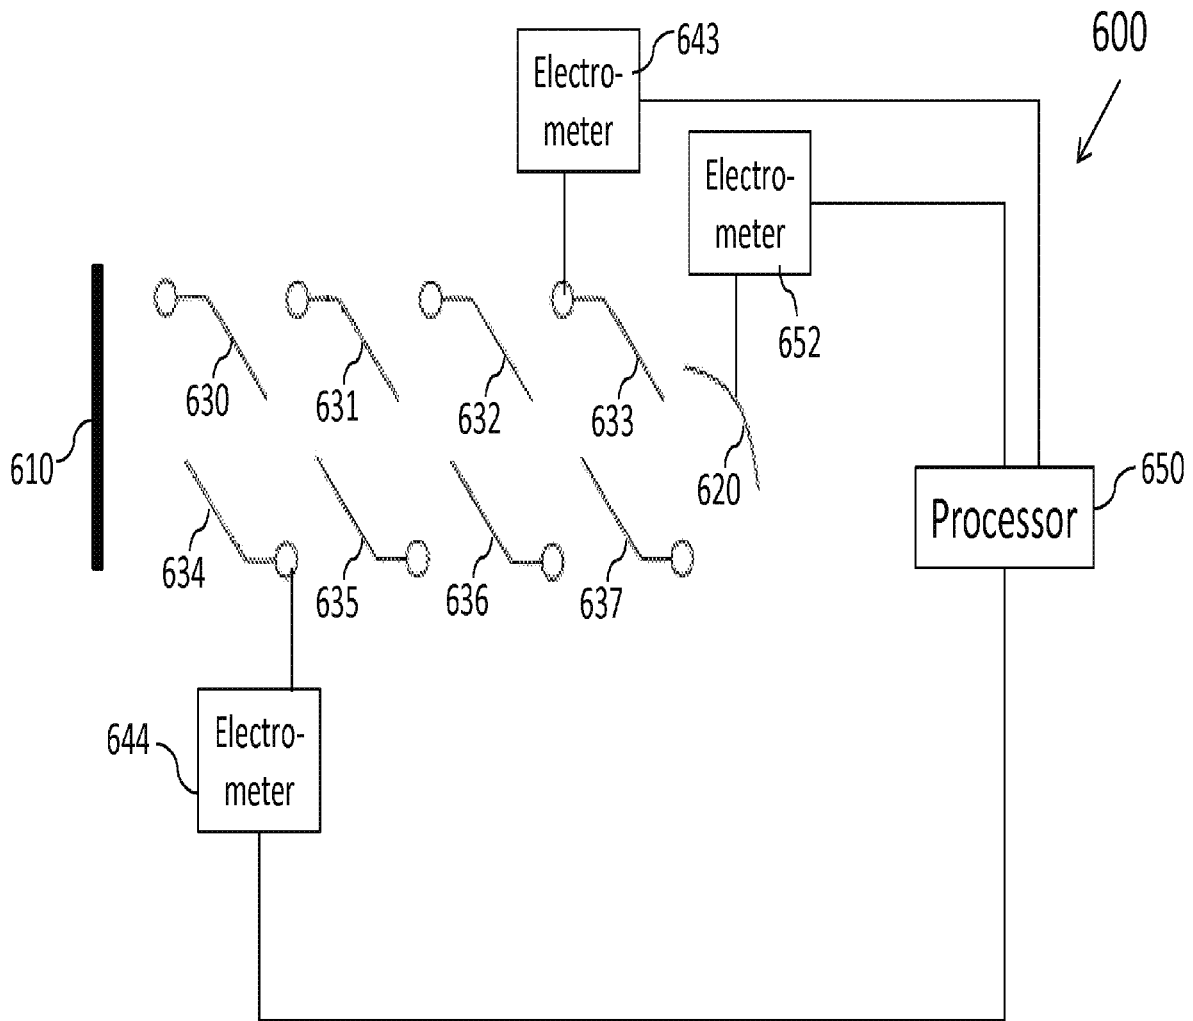 600
643
Electro-
meter
Electro-
meter
652
630
631
632
633
610
620
650
Processor
634
635
636
637
644
Electro-
meter